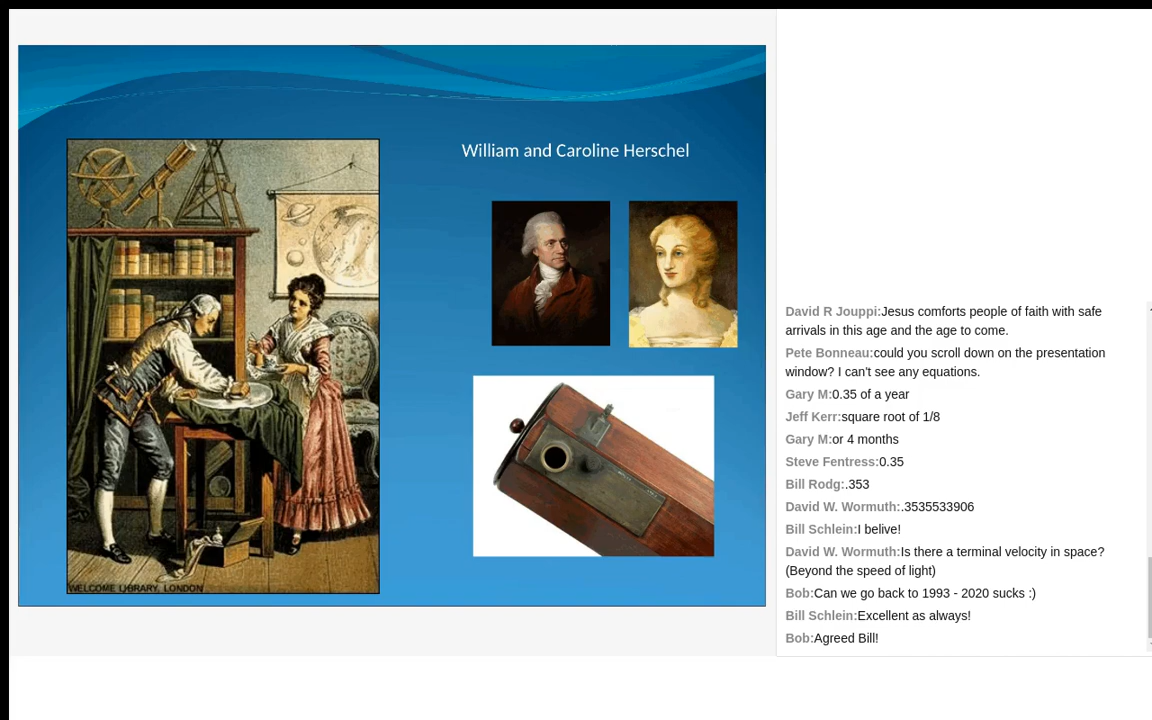 William and Caroline Herschel
WELCOME LIBRARY, LONDON
David R Jouppi:Jesus comforts people of faith with safe
arrivals in this age and the age to come.
Pete Bonneau:could you scroll down on the presentation
window? I can't see any equations.
Gary M:0.35 of a year
Jeff Kerr:square root of 1/8
Gary M:or 4 months
Steve Fentress:0.35
Bill Rodg:.353
David W. Wormuth:.3535533906
Bill Schlein:I belive!
David W. Wormuth:Is there a terminal velocity in space?
(Beyond the speed of light)
Bob:Can we go back to 1993 - 2020 sucks :)
Bill Schlein:Excellent as always!
Bob:Agreed Bill!